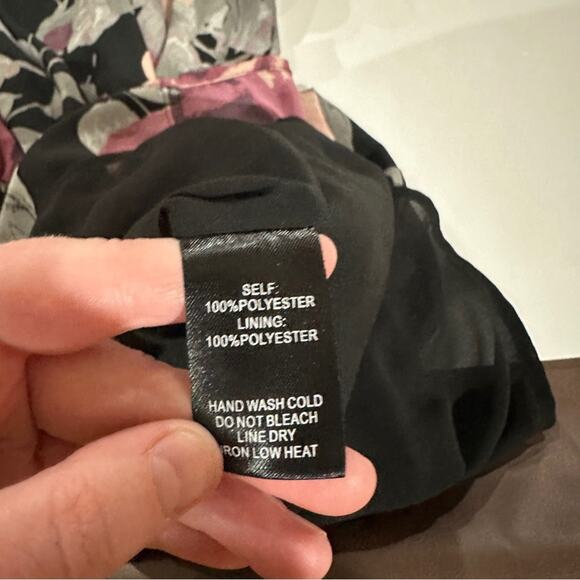 SELF:
100%POLYESTER
LINING:
100%POLYESTER
HAND WASH COLD
DO NOT BLEACH
LINE DRY
IRON LOW HEAT